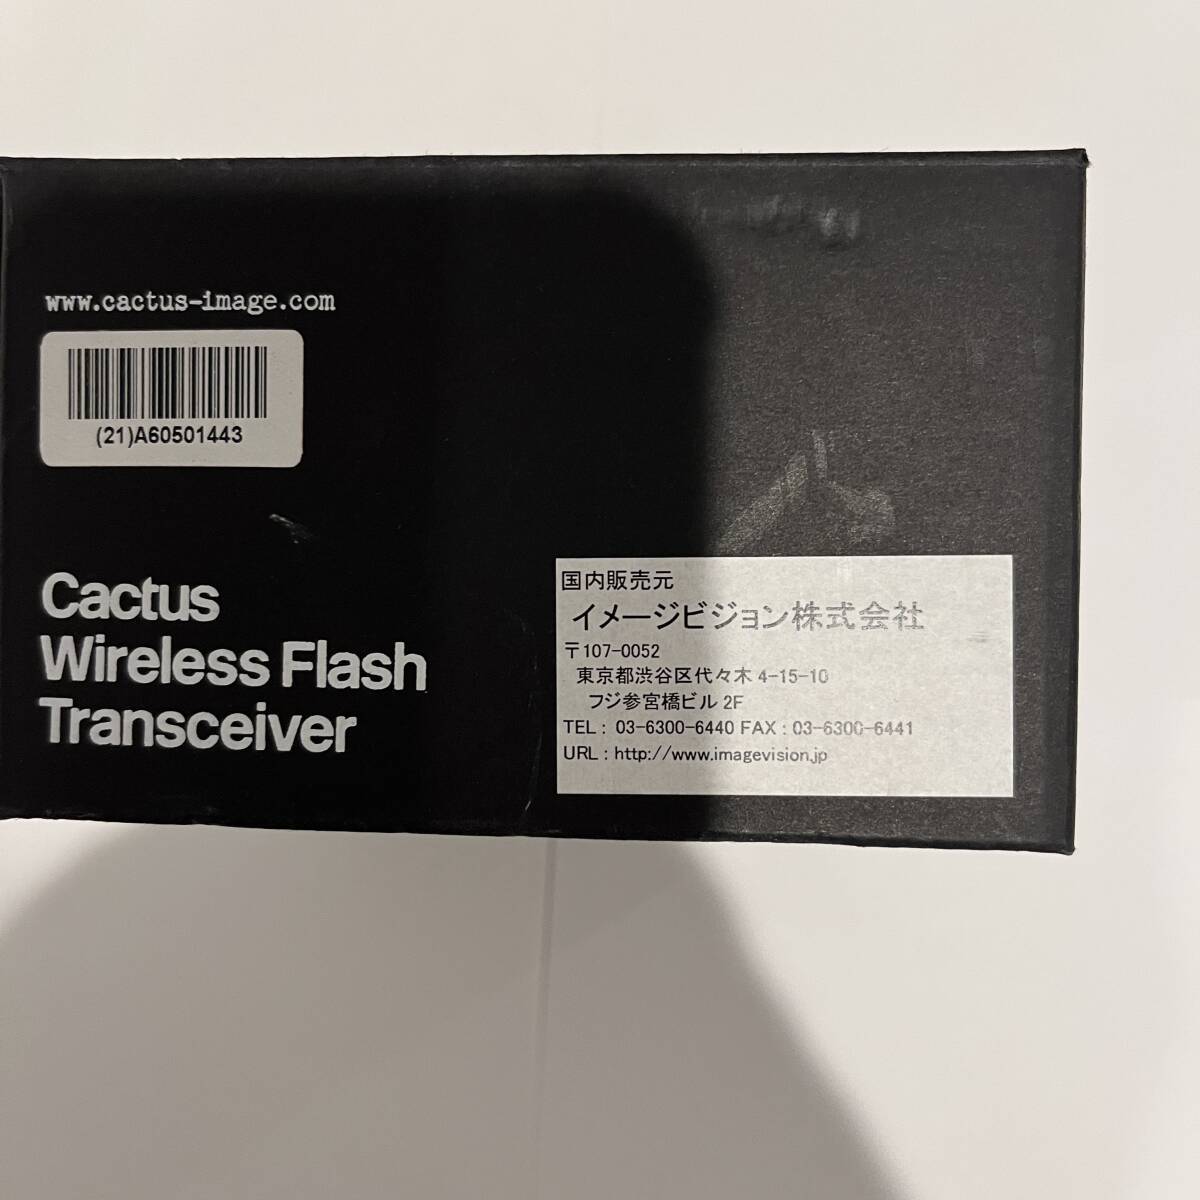 www.cactus-image.com
(21)A60501443
Cactus
Wireless Flash
Transceiver
国内販売元
イメージビジョン株式会社
〒107-0052
東京都渋谷区代々木 4-15-10
フジ参宮橋ビル 2F
TEL : 03-6300-6440 FAX : 03-6300-6441
URL : http://www.imagevision.jp